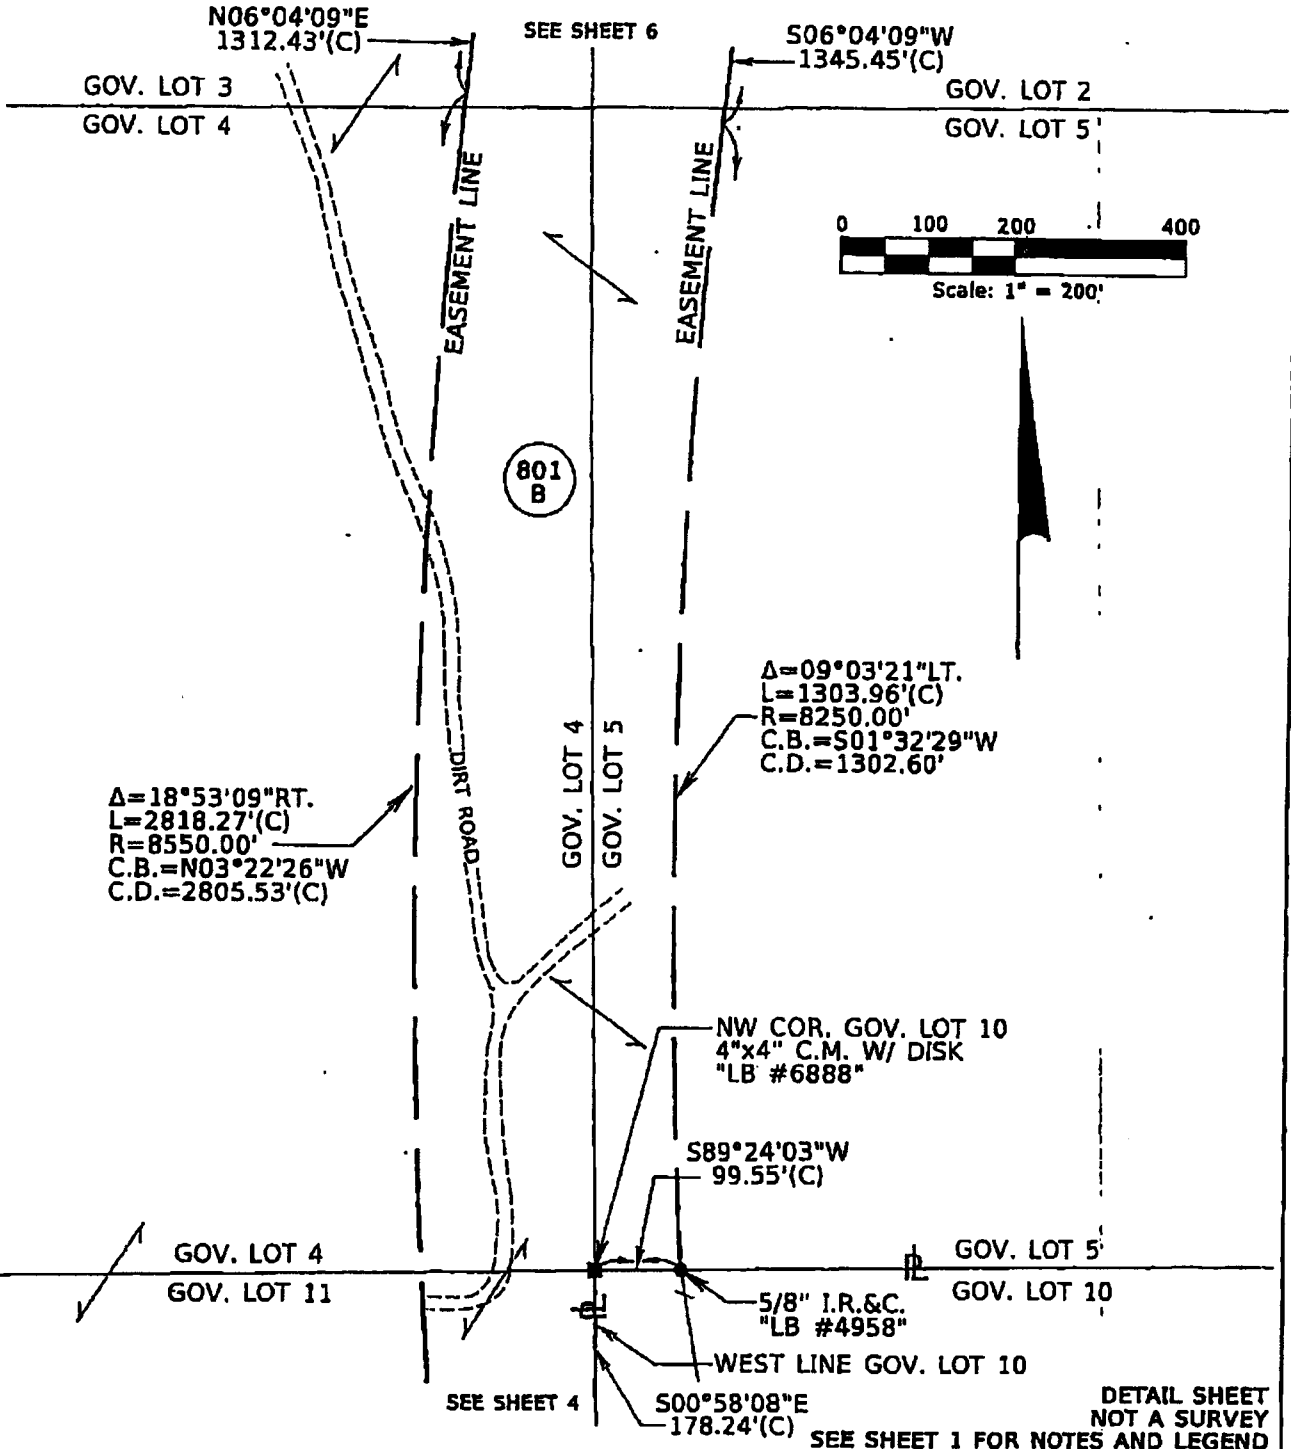 N06°04'09"E
1312.43'(C)
SEE SHEET 6
S06°04'09"W
1345.45'(C)
GOV. LOT 3
GOV. LOT 4
GOV. LOT 2
GOV. LOT 5
EASEMENT LINE
EASEMENT LINE
0 100 200 400
Scale: 1" = 200'
801
B
Δ=09°03'21"LT.
L=1303.96'(C)
R=8250.00'
C.B.=S01°32'29"W
C.D.=1302.60'
GOV. LOT 4
GOV. LOT 5
DIRT ROAD
Δ=18°53'09"RT.
L=2818.27'(C)
R=8550.00'
C.B.=N03°22'26"W
C.D.=2805.53'(C)
NW COR. GOV. LOT 10
4"x4" C.M. W/ DISK
"LB #6888"
S89°24'03"W
99.55'(C)
GOV. LOT 4
GOV. LOT 11
PL
GOV. LOT 5
GOV. LOT 10
PL
5/8" I.R.&C.
"LB #4958"
WEST LINE GOV. LOT 10
SEE SHEET 4
S00°58'08"E
178.24'(C)
DETAIL SHEET
NOT A SURVEY
SEE SHEET 1 FOR NOTES AND LEGEND